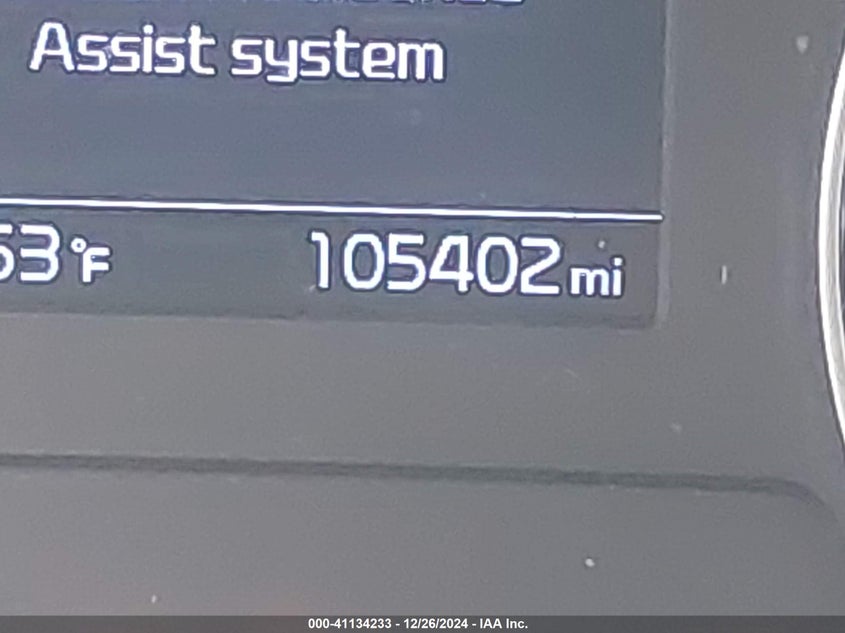 Assist system
53°F 105402 mi
000-41134233 - 12/26/2024 - IAA Inc.